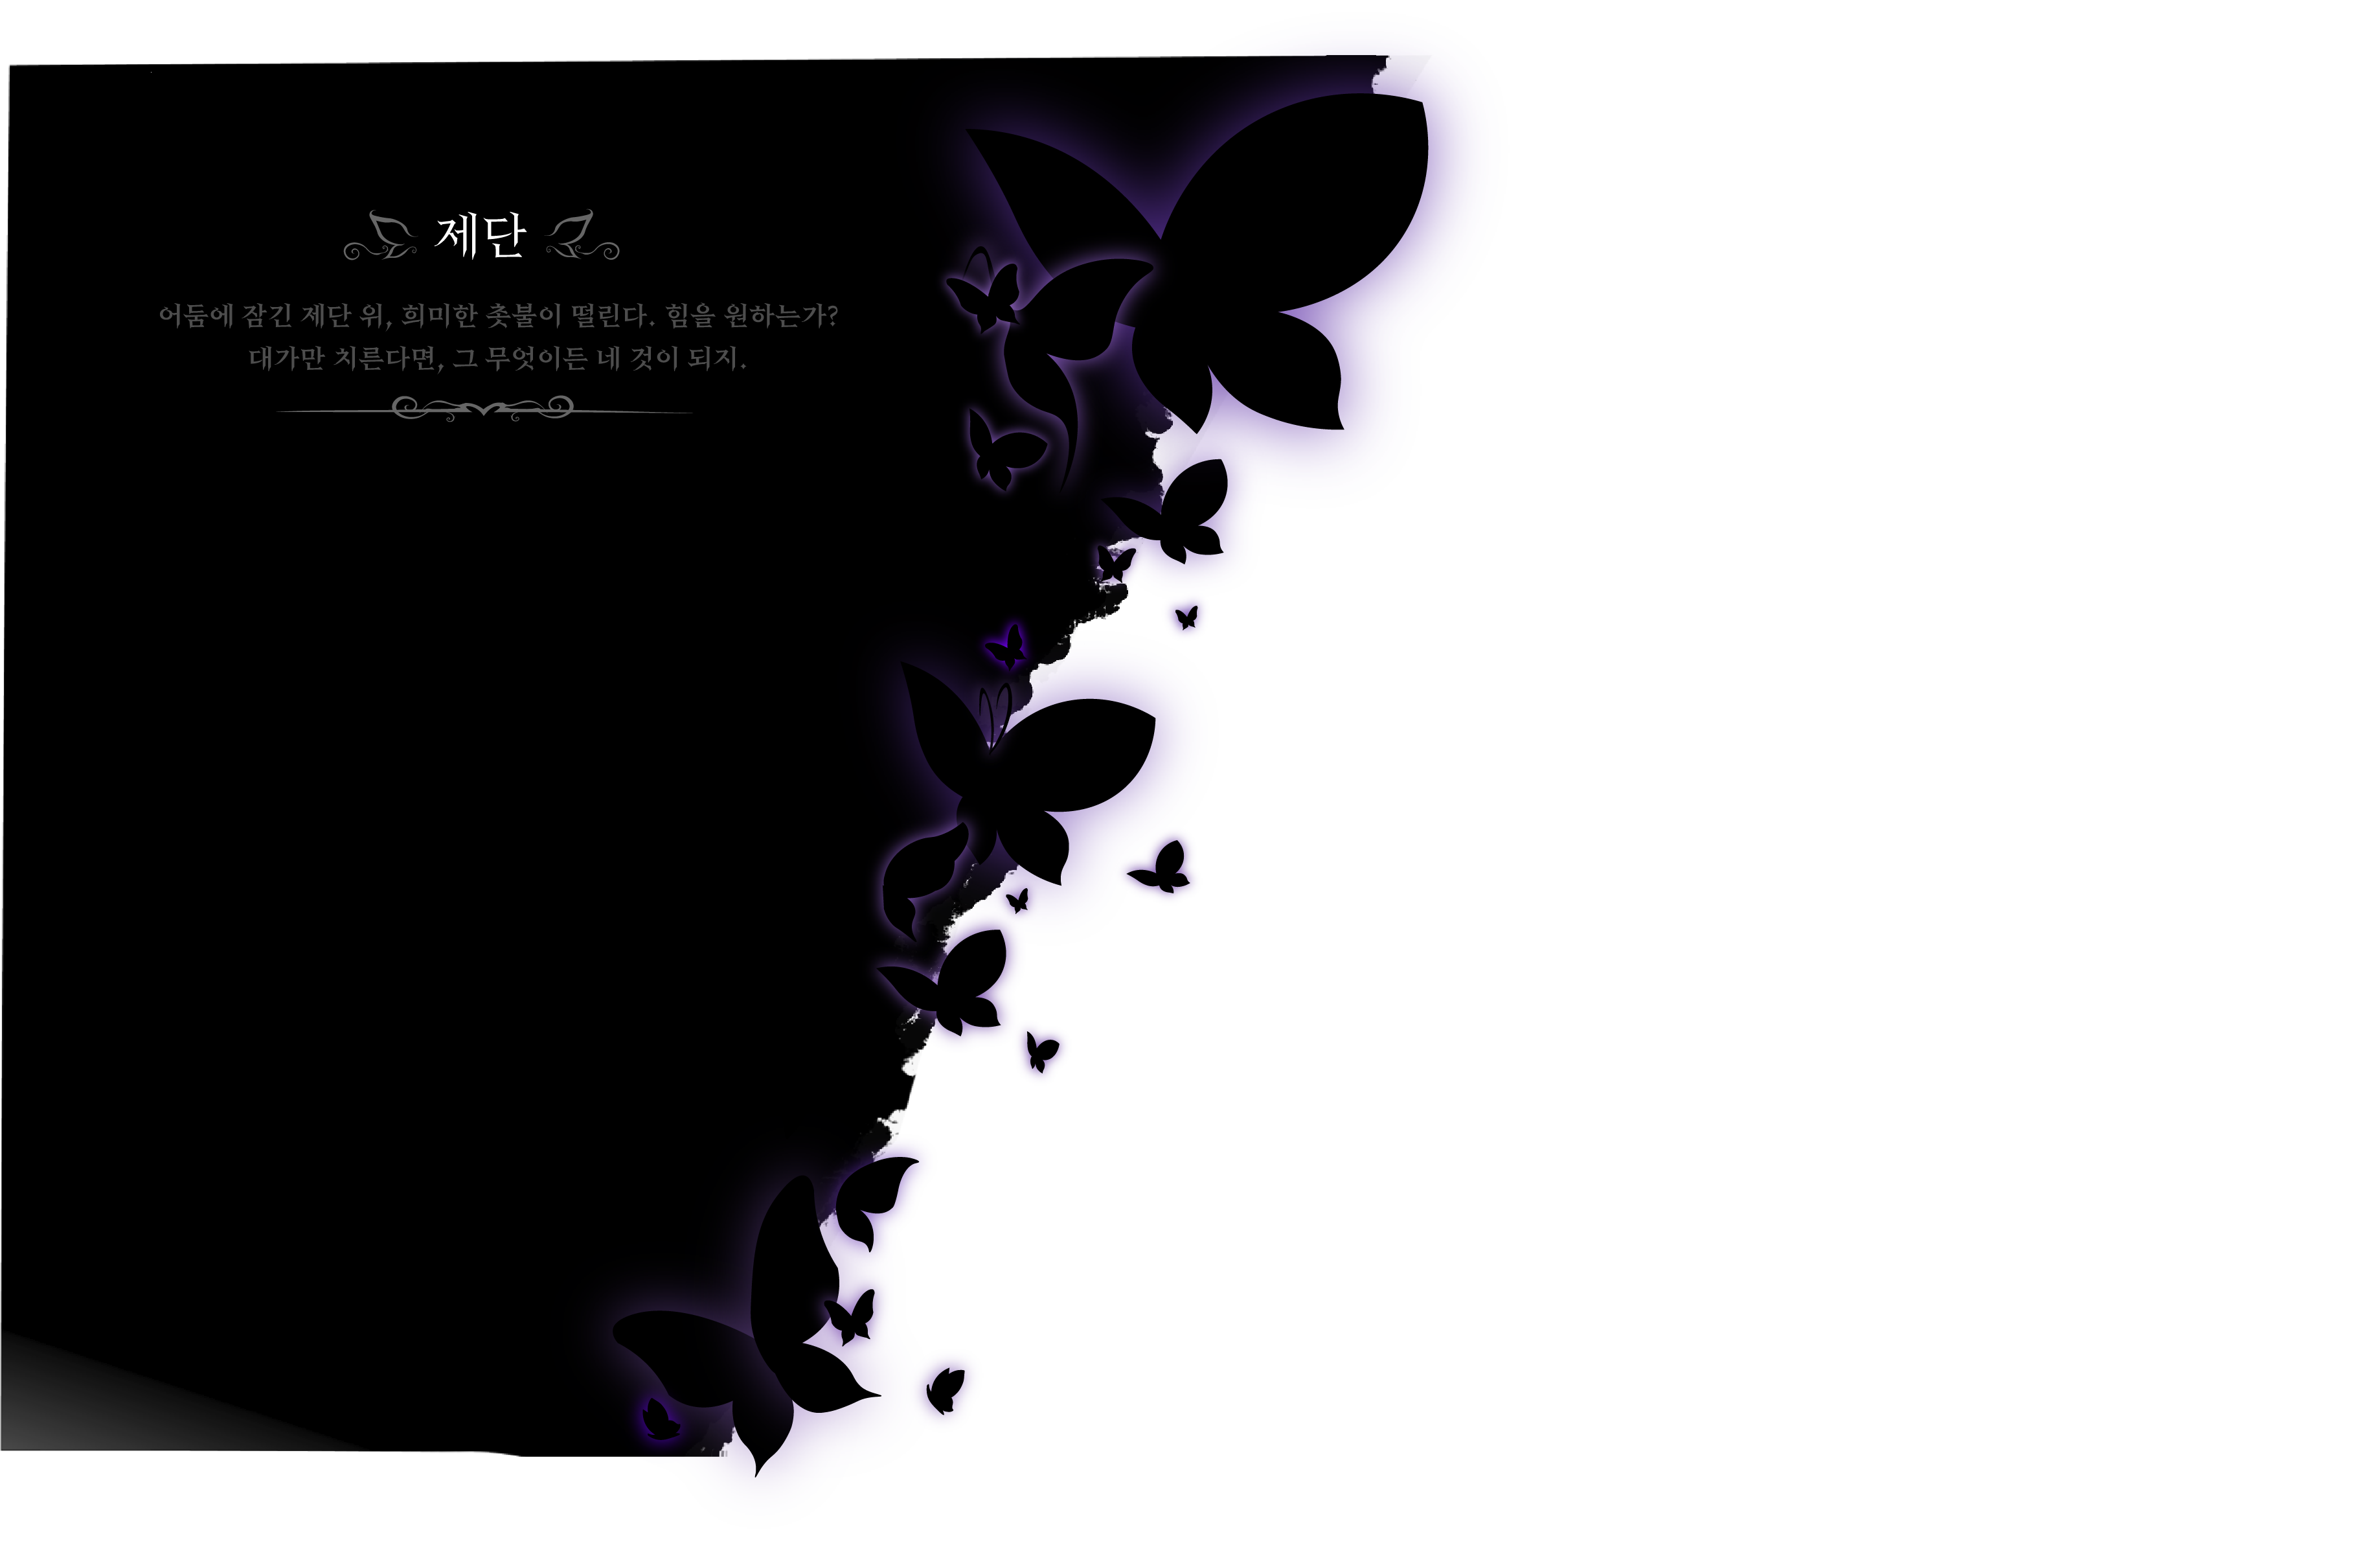 제단
어둠에 잠긴 제단 위, 희미한 촛불이 떨린다. 힘을 원하는가?
대가만 치른다면, 그 무엇이든 네 것이 되지.